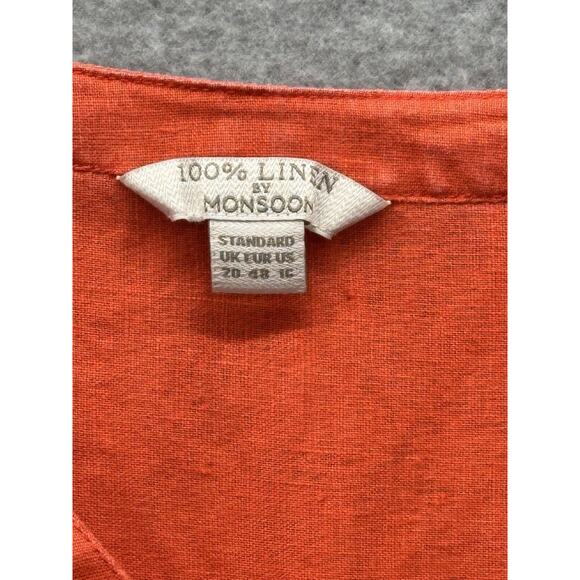 100% LINEN
BY
MONSOON
STANDARD
UK EUR US
20 48 16